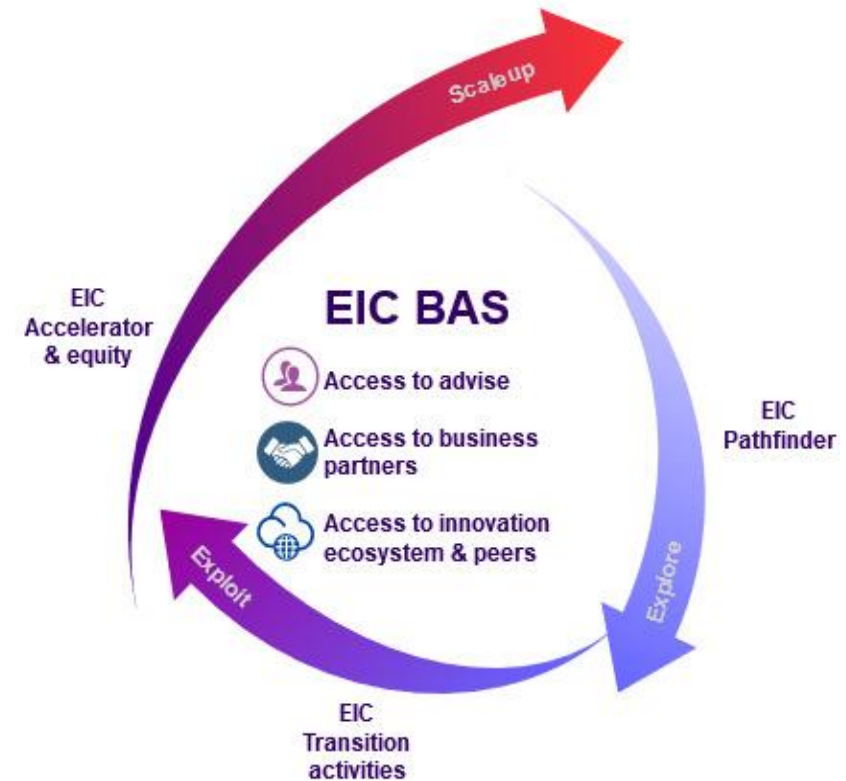 Scaleup
EIC BAS
EIC
Accelerator
& equity
Access to advise
Access to business
partners
Access to innovation
ecosystem & peers
EIC
Pathfinder
Explore
Exploit
EIC
Transition
activities